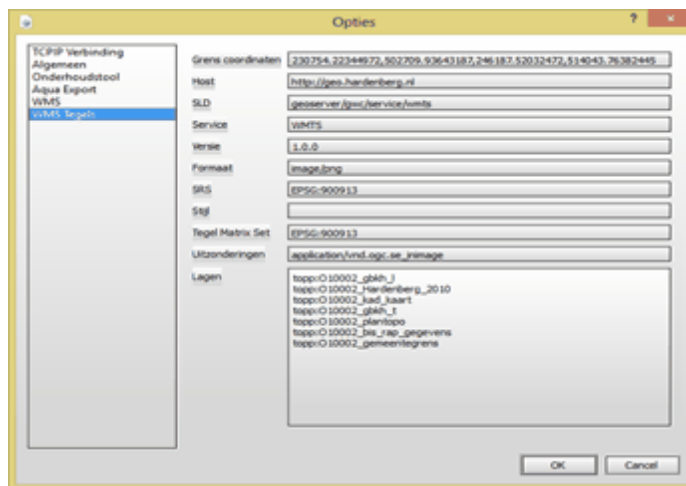 Opties
?
TCPIP Verbinding
Algemeen
Onderhoudstool
Aqua Export
WMS
WMS Tegels
Grens coordinaten 230754.22344972,502709.93643187,246187.52032472,514043.76382445
Host http://geo.hardenberg.nl
SLD geoserver/gwc/service/wmts
Service WMTS
Versie 1.0.0
Formaat image/png
SRS EPSG:900913
Stijl
Tegel Matrix Set EPSG:900913
Uitzonderingen application/vnd.ogc.se_inimage
Lagen
topp:O10002_gbkh_l
topp:O10002_Hardenberg_2010
topp:O10002_kad_kaart
topp:O10002_gbkh_t
topp:O10002_plantopo
topp:O10002_bis_rap_gegevens
topp:O10002_gemeentegrens
OK Cancel